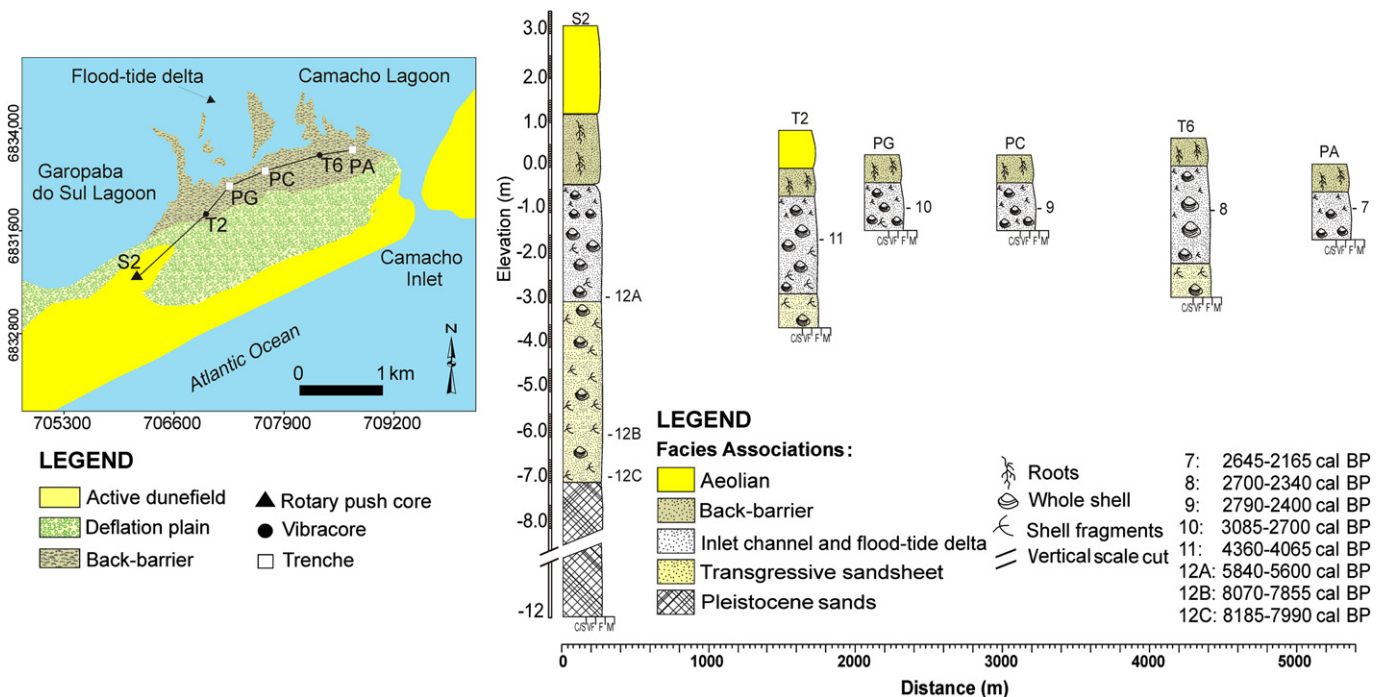 Flood-tide delta
Camacho Lagoon
Garopaba
do Sul Lagoon
T6
PA
PC
PG
T2
S2
Camacho
Inlet
Atlantic Ocean
N
0 1 km
6834000
6831600
6832800
705300 706600 707900 709200
LEGEND
Active dunefield
Deflation plain
Back-barrier
Rotary push core
Vibracore
Trenche
Elevation (m)
3.0
2.0
1.0
0.0
-1.0
-2.0
-3.0
-4.0
-5.0
-6.0
-7.0
-8.0
-12
S2
-12A
-12B
-12C
C/S VF F M
T2
-11
C/S VF F M
PG
-10
C/S VF F M
PC
-9
C/S VF F M
T6
-8
C/S VF F M
PA
-7
C/S VF F M
LEGEND
Facies Associations:
Aeolian
Back-barrier
Inlet channel and flood-tide delta
Transgressive sandsheet
Pleistocene sands
Roots
Whole shell
Shell fragments
Vertical scale cut
7: 2645-2165 cal BP
8: 2700-2340 cal BP
9: 2790-2400 cal BP
10: 3085-2700 cal BP
11: 4360-4065 cal BP
12A: 5840-5600 cal BP
12B: 8070-7855 cal BP
12C: 8185-7990 cal BP
0 1000 2000 3000 4000 5000
Distance (m)